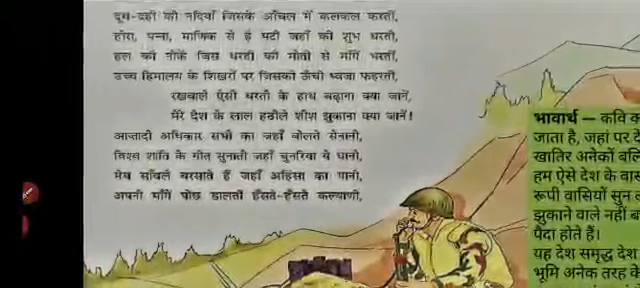 दूध-दही की नदियाँ जिसके आँचल में कलकल करतीं,
हीरा, पन्ना, माणिक से है पटी जहाँ की शुभ धरती,
हल की नोकें जिस धरती की मोती से माँगें भरतीं,
उच्च हिमालय के शिखरों पर जिसकी ऊँची ध्वजा फहरती,
रखवाले ऐसी धरती के हाथ बढ़ाना क्या जानें,
मेरे देश के लाल हठीले शीश झुकाना क्या जानें!
आजादी अधिकार सभी का जहाँ बोलते सेनानी,
विश्व शांति के गीत सुनाती जहाँ चुनरिया ये धानी,
मेघ साँवले बरसाते हैं जहाँ अहिंसा का पानी,
अपनी माँगें पोंछ डालतीं हँसते-हँसते कल्याणी,
भावार्थ — कवि
जाता है, जहां पर
खातिर अनेकों
हम ऐसे देश के
रूपी वासियों सुन
झुकाने वाले नहीं
पैदा होते हैं।
यह देश समृद्ध देश
भूमि अनेक तरह के